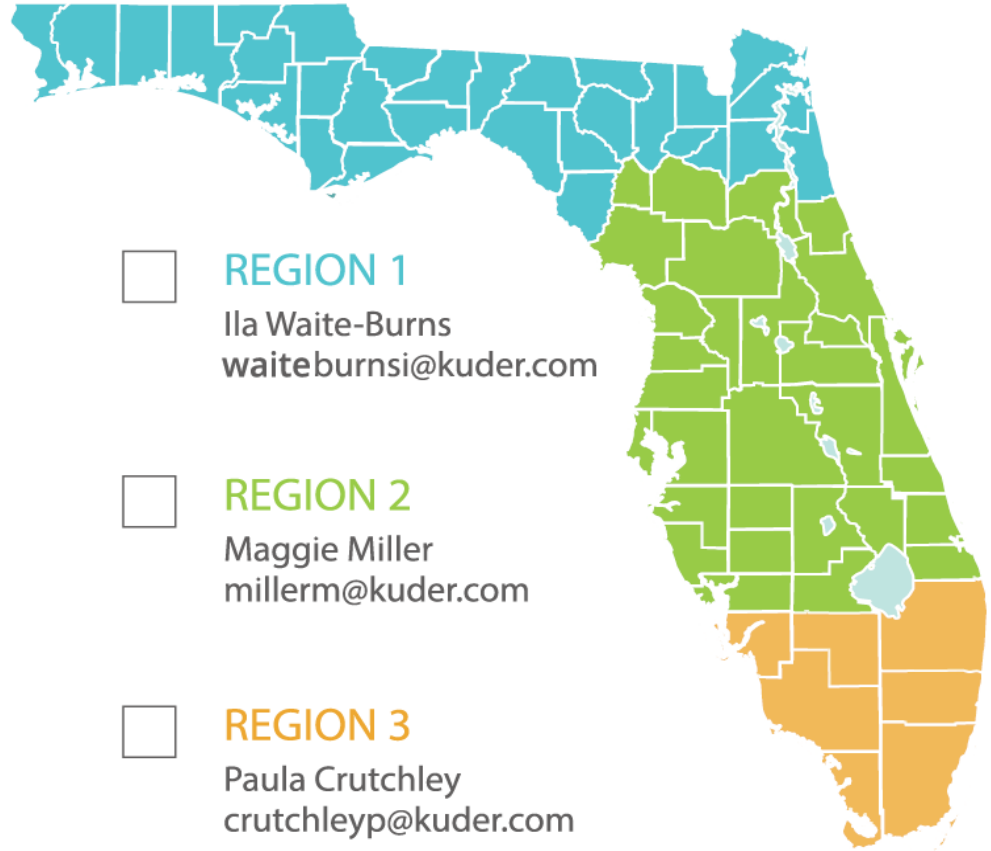 REGION 1
Ila Waite-Burns
waiteburnsi@kuder.com
REGION 2
Maggie Miller
millerm@kuder.com
REGION 3
Paula Crutchley
crutchleyp@kuder.com